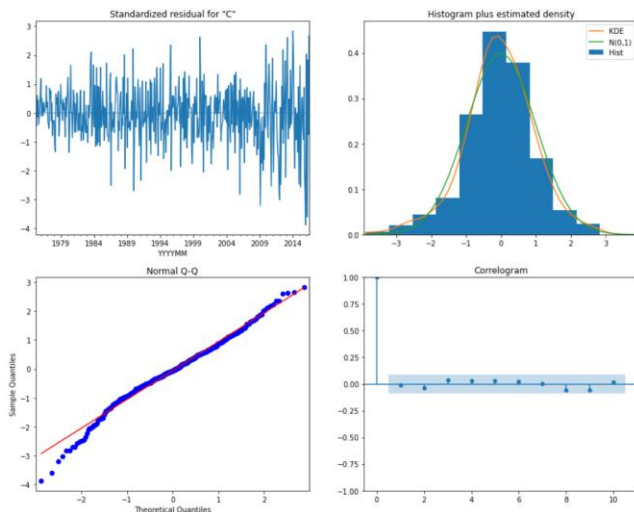 Standardized residual for "C"
3
2
1
0
−1
−2
−3
−4
1979 1984 1989 1994 1999 2004 2009 2014
YYYYMM
Histogram plus estimated density
KDE
N(0,1)
Hist
0.4
0.3
0.2
0.1
0.0
−3 −2 −1 0 1 2 3
Normal Q-Q
Sample Quantiles
3
2
1
0
−1
−2
−3
−4
−2 −1 0 1 2
Theoretical Quantiles
Correlogram
1.00
0.75
0.50
0.25
0.00
−0.25
−0.50
−0.75
−1.00
0 2 4 6 8 10